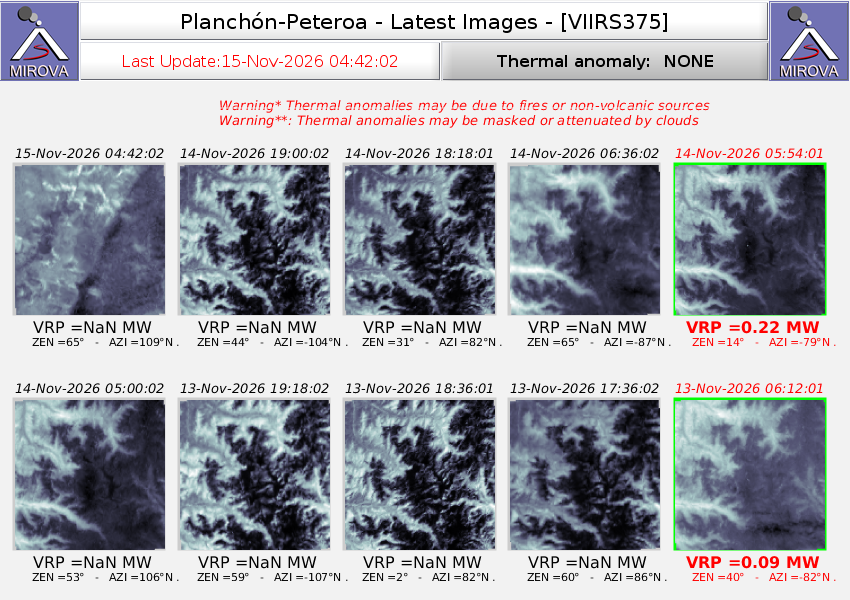 Planchón-Peteroa - Latest Images - [VIIRS375]
MIROVA
Last Update:15-Nov-2026 04:42:02
Thermal anomaly: NONE
MIROVA
Warning* Thermal anomalies may be due to fires or non-volcanic sources
Warning**: Thermal anomalies may be masked or attenuated by clouds
15-Nov-2026 04:42:02 14-Nov-2026 19:00:02 14-Nov-2026 18:18:01 14-Nov-2026 06:36:02 14-Nov-2026 05:54:01
VRP =NaN MW VRP =NaN MW VRP =NaN MW VRP =NaN MW VRP =0.22 MW
ZEN =65° - AZI =109°N . ZEN =44° - AZI =-104°N . ZEN =31° - AZI =82°N . ZEN =65° - AZI =-87°N . ZEN =14° - AZI =-79°N .
14-Nov-2026 05:00:02 13-Nov-2026 19:18:02 13-Nov-2026 18:36:01 13-Nov-2026 17:36:02 13-Nov-2026 06:12:01
VRP =NaN MW VRP =NaN MW VRP =NaN MW VRP =NaN MW VRP =0.09 MW
ZEN =53° - AZI =106°N . ZEN =59° - AZI =-107°N . ZEN =2° - AZI =82°N . ZEN =60° - AZI =86°N . ZEN =40° - AZI =-82°N .